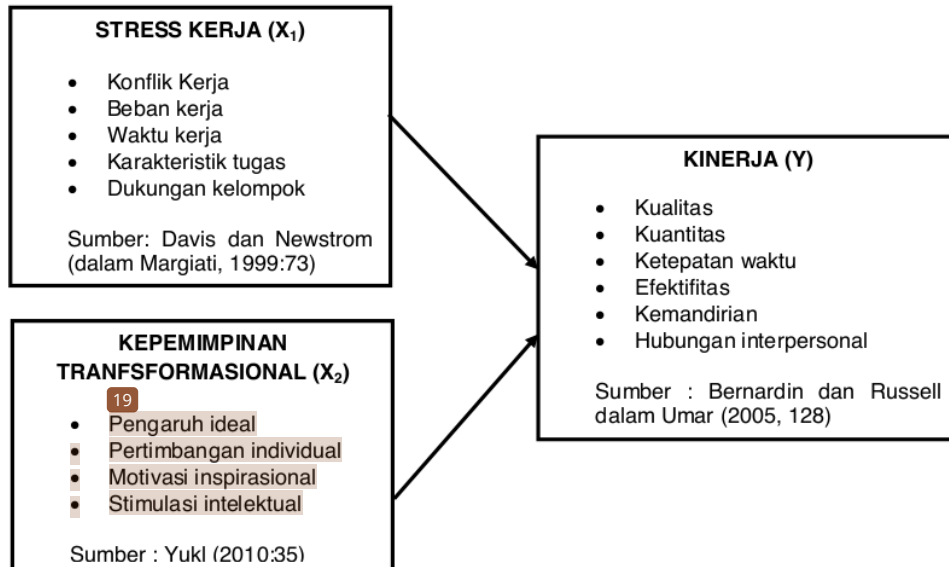 STRESS KERJA (X₁)
• Konflik Kerja
• Beban kerja
• Waktu kerja
• Karakteristik tugas
• Dukungan kelompok
Sumber: Davis dan Newstrom
(dalam Margiati, 1999:73)
KEPEMIMPINAN
TRANFSFORMASIONAL (X₂)
19
• Pengaruh ideal
• Pertimbangan individual
• Motivasi inspirasional
• Stimulasi intelektual
Sumber : Yukl (2010:35)
KINERJA (Y)
• Kualitas
• Kuantitas
• Ketepatan waktu
• Efektifitas
• Kemandirian
• Hubungan interpersonal
Sumber : Bernardin dan Russell
dalam Umar (2005, 128)